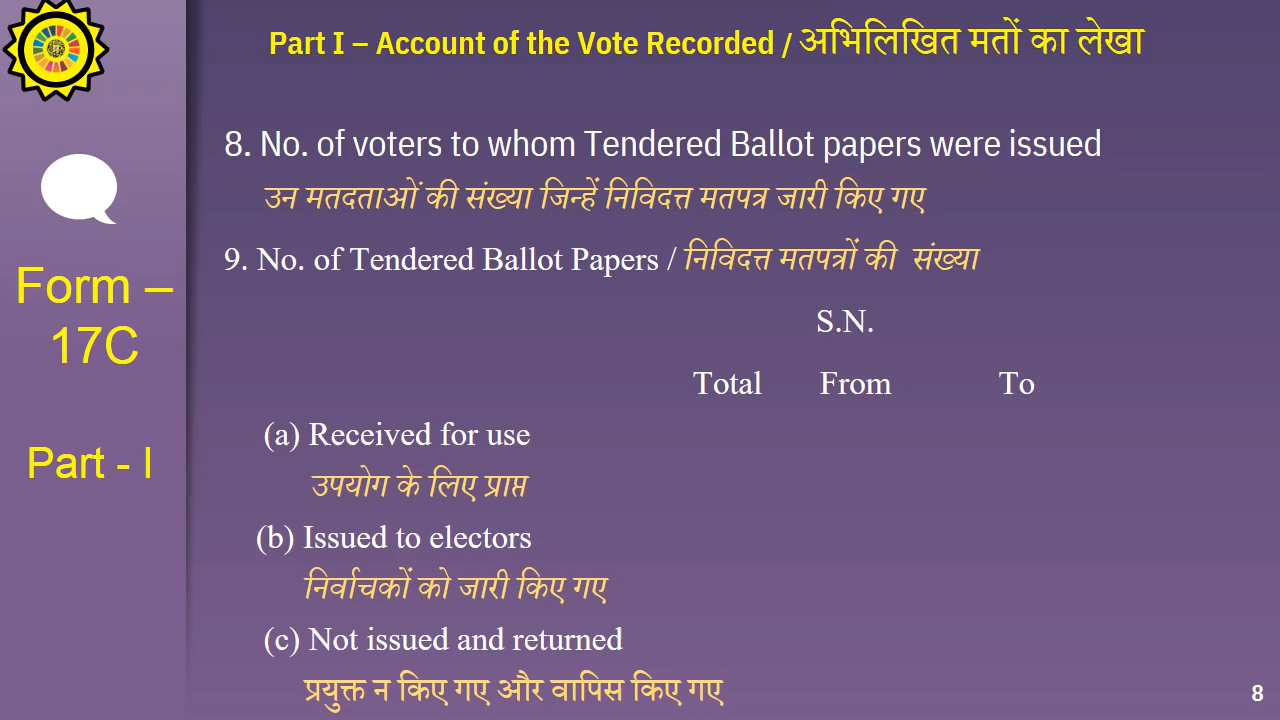 Part I – Account of the Vote Recorded / अभिलिखित मतों का लेखा
Form –
17C
Part - I
8. No. of voters to whom Tendered Ballot papers were issued
उन मतदताओं की संख्या जिन्हें निविदत्त मतपत्र जारी किए गए
9. No. of Tendered Ballot Papers / निविदत्त मतपत्रों की संख्या
S.N.
Total From To
(a) Received for use
उपयोग के लिए प्राप्त
(b) Issued to electors
निर्वाचकों को जारी किए गए
(c) Not issued and returned
प्रयुक्त न किए गए और वापिस किए गए
8